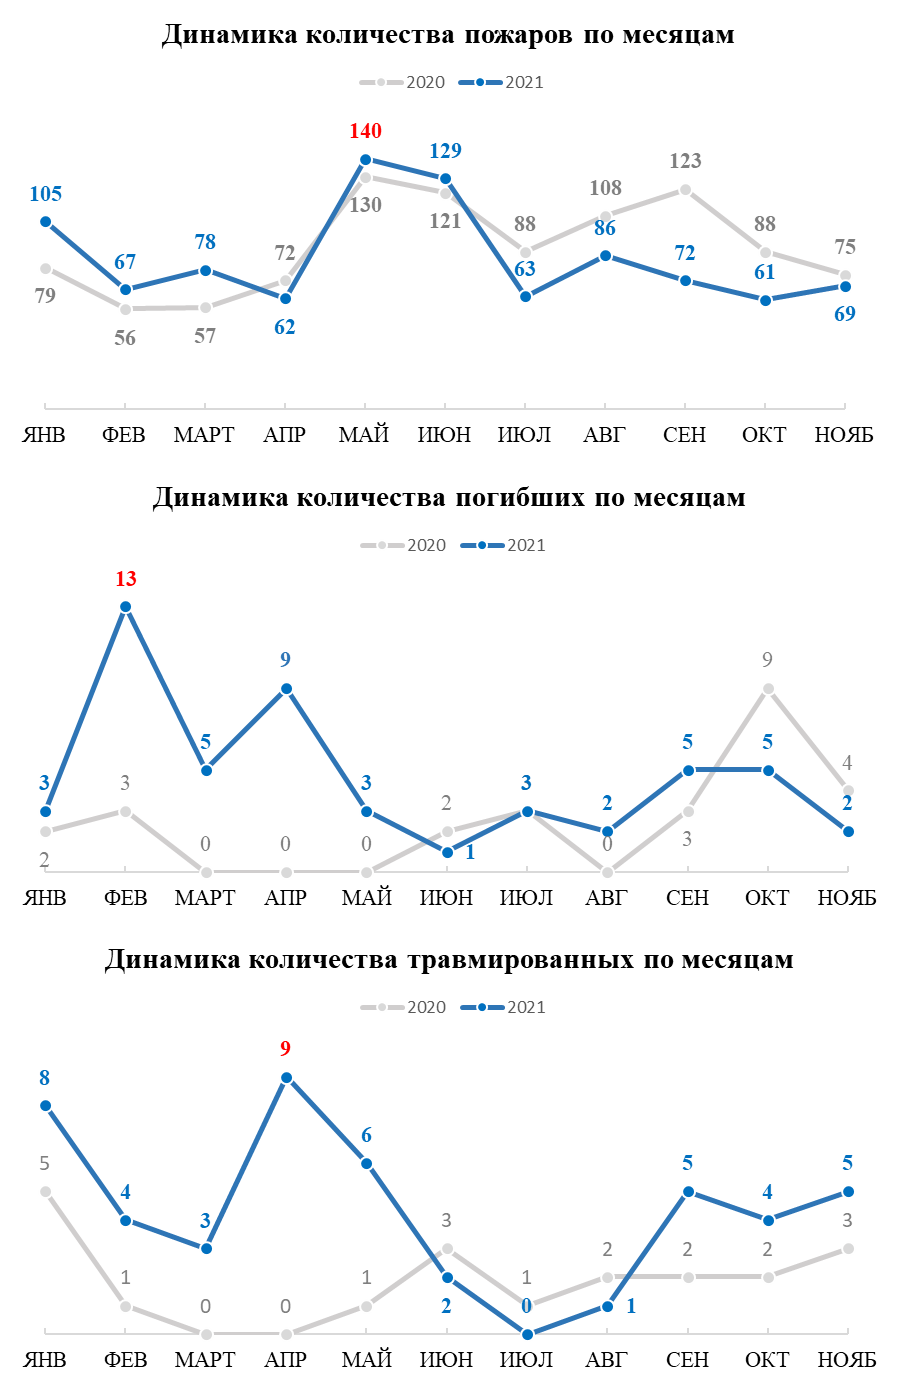 Динамика количества пожаров по месяцам
2020 2021
140
129
123
105
108
130
121
88
86
88
75
67
78
72
72
63
61
79
56
57
62
69
ЯНВ ФЕВ МАРТ АПР МАЙ ИЮН ИЮЛ АВГ СЕН ОКТ НОЯБ
Динамика количества погибших по месяцам
2020 2021
13
9 9
5 5 5
4
3 3 3 3
2 2 2
0 0 0 0 3
2 1
ЯНВ ФЕВ МАРТ АПР МАЙ ИЮН ИЮЛ АВГ СЕН ОКТ НОЯБ
Динамика количества травмированных по месяцам
2020 2021
9
8
6
5 5 5
4 4
3 3 3
2 2 2
1 1 1
0 0 2 0 1
ЯНВ ФЕВ МАРТ АПР МАЙ ИЮН ИЮЛ АВГ СЕН ОКТ НОЯБ